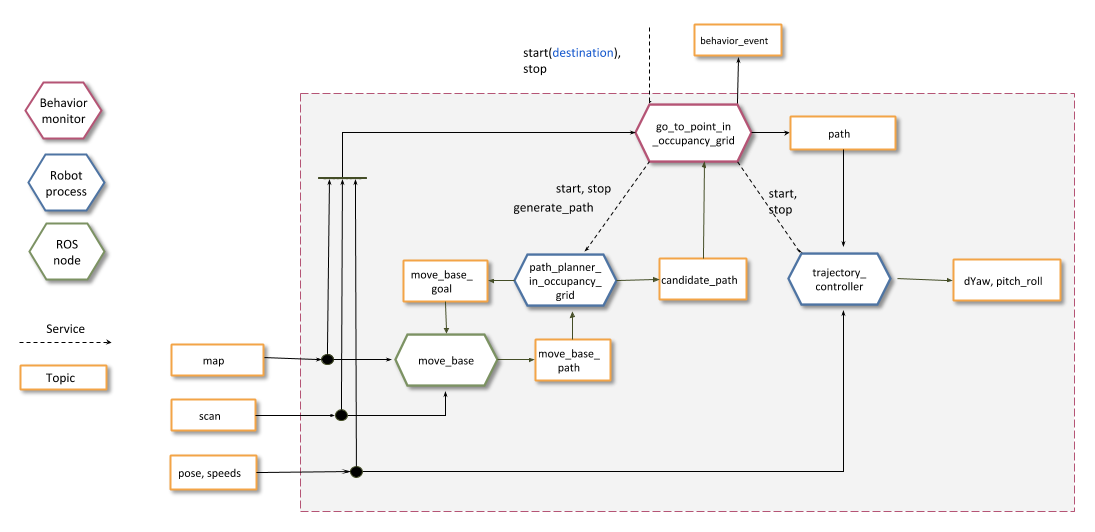 behavior_event
start(destination),
stop
Behavior
monitor
go_to_point_in
_occupancy_grid
path
Robot
process
start, stop
generate_path
start,
stop
ROS
node
move_base_
goal
path_planner_
in_occupancy_
grid
candidate_path
trajectory_
controller
dYaw, pitch_roll
Service
map
move_base
move_base_
path
Topic
scan
pose, speeds